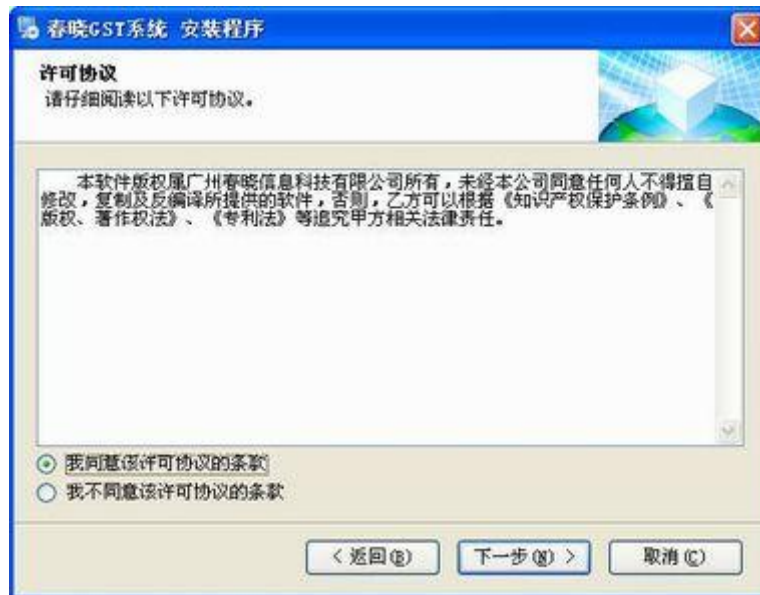 春晓GST系统 安装程序
许可协议
请仔细阅读以下许可协议。
本软件版权属广州春晓信息科技有限公司所有，未经本公司同意任何人不得擅自
修改，复制及反编译所提供的软件，否则，乙方可以根据《知识产权保护条例》、《
版权、著作权法》、《专利法》等追究甲方相关法律责任。
我同意该许可协议的条款
我不同意该许可协议的条款
< 返回(B)
下一步(N) >
取消(C)